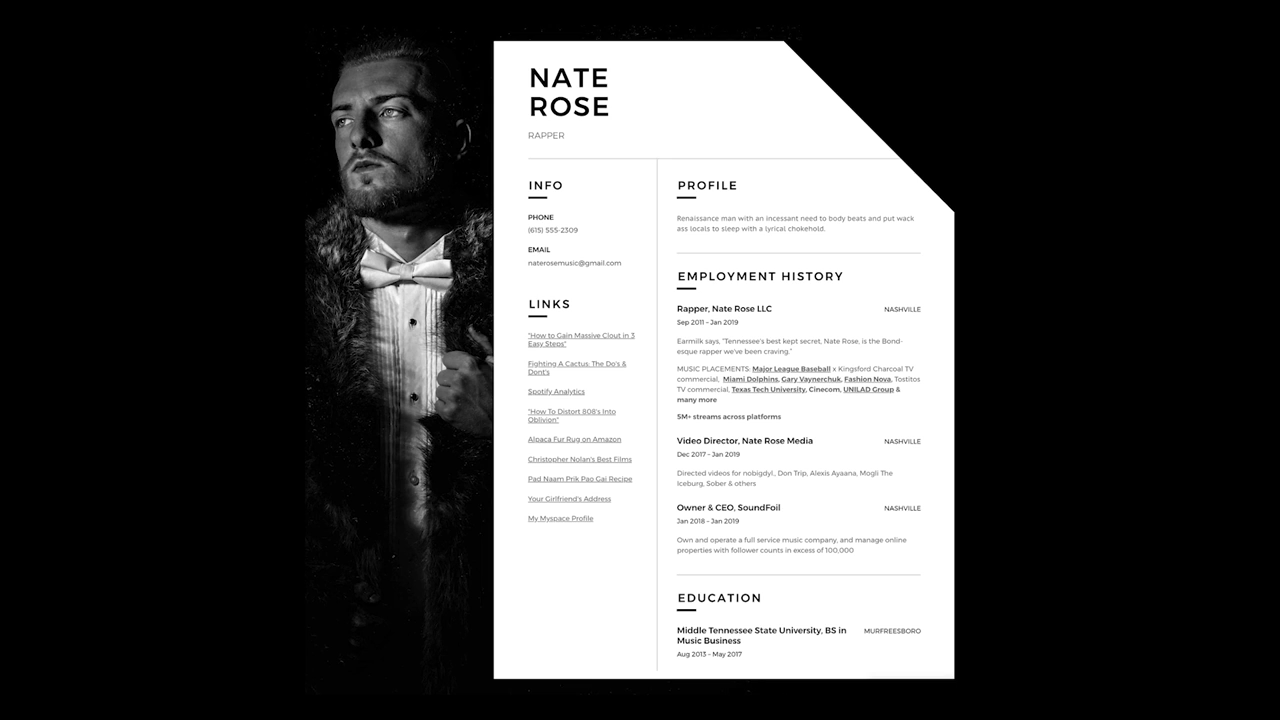 NATE
ROSE
RAPPER
INFO
PHONE
(615) 555-2309
EMAIL
naterosemusic@gmail.com
LINKS
"How to Gain Massive Clout in 3
Easy Steps"
Fighting A Cactus: The Do's &
Dont's
Spotify Analytics
"How To Distort 808's Into
Oblivion"
Alpaca Fur Rug on Amazon
Christopher Nolan's Best Films
Pad Naam Prik Pao Gai Recipe
Your Girlfriend's Address
My Myspace Profile
PROFILE
Renaissance man with an incessant need to body beats and put wack
ass locals to sleep with a lyrical chokehold.
EMPLOYMENT HISTORY
Rapper, Nate Rose LLC NASHVILLE
Sep 2011 – Jan 2019
Earmilk says, "Tennessee's best kept secret, Nate Rose, is the Bond-
esque rapper we've been craving."
MUSIC PLACEMENTS: Major League Baseball x Kingsford Charcoal TV
commercial, Miami Dolphins, Gary Vaynerchuk, Fashion Nova, Tostitos
TV commercial, Texas Tech University, Cinecom, UNILAD Group &
many more
5M+ streams across platforms
Video Director, Nate Rose Media NASHVILLE
Dec 2017 – Jan 2019
Directed videos for nobigdyl., Don Trip, Alexis Ayaana, Mogli The
Iceburg, Sober & others
Owner & CEO, SoundFoil NASHVILLE
Jan 2018 – Jan 2019
Own and operate a full service music company, and manage online
properties with follower counts in excess of 100,000
EDUCATION
Middle Tennessee State University, BS in MURFREESBORO
Music Business
Aug 2013 – May 2017